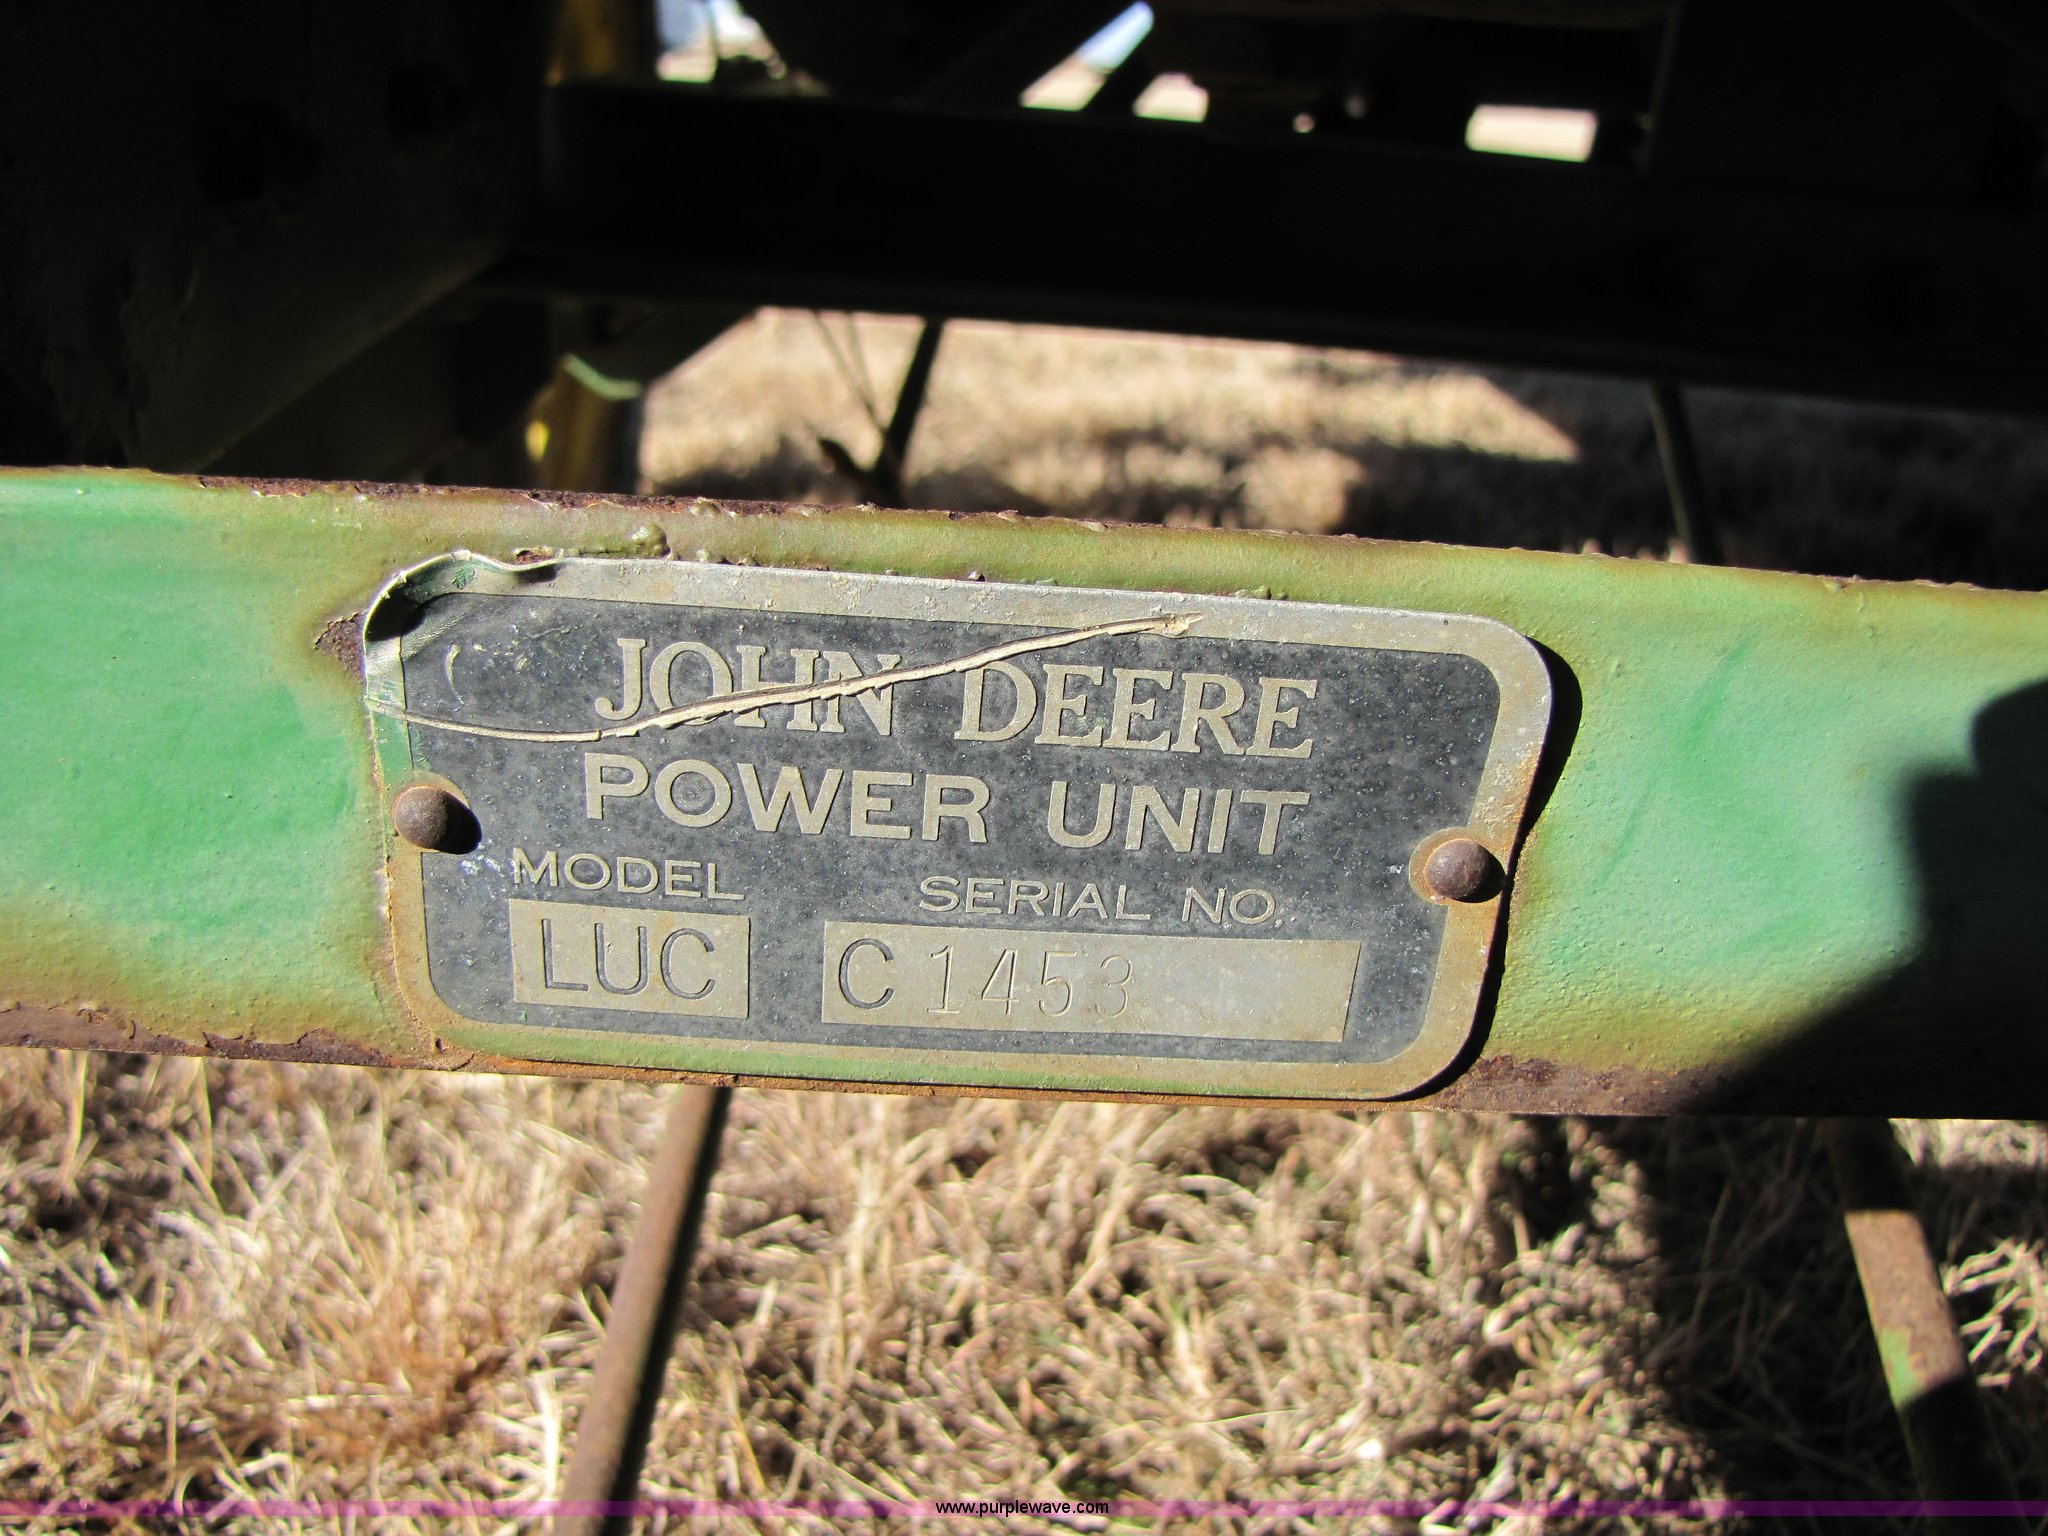 JOHN DEERE
POWER UNIT
MODEL SERIAL NO.
LUC C 1453
www.purplewave.com